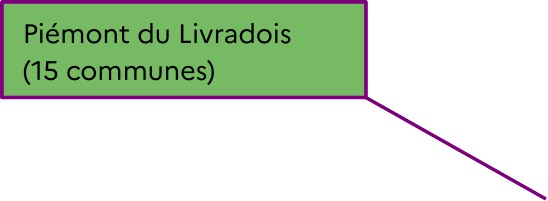 Piémont du Livradois
(15 communes)